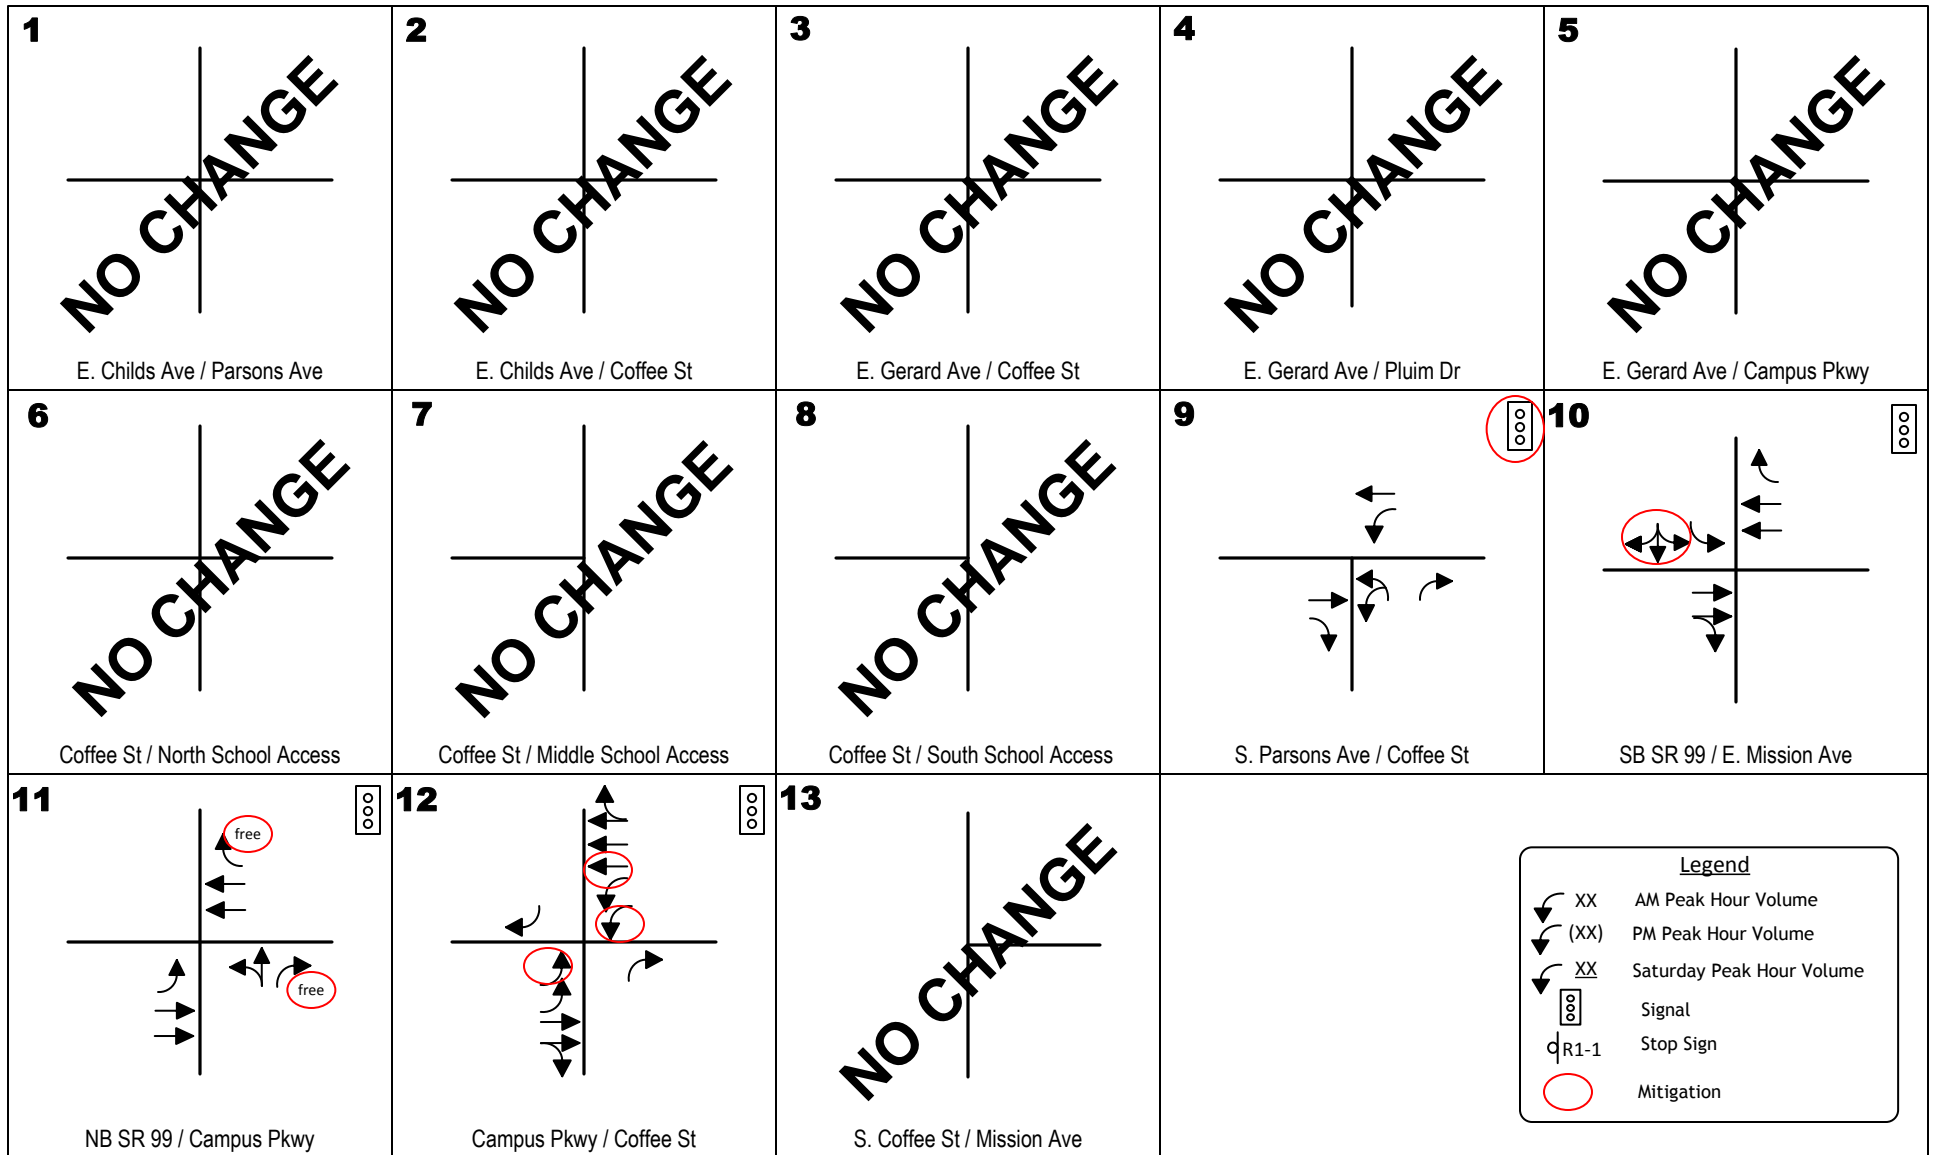 1
NO CHANGE
E. Childs Ave / Parsons Ave
2
NO CHANGE
E. Childs Ave / Coffee St
3
NO CHANGE
E. Gerard Ave / Coffee St
4
NO CHANGE
E. Gerard Ave / Pluim Dr
5
NO CHANGE
E. Gerard Ave / Campus Pkwy
6
NO CHANGE
Coffee St / North School Access
7
NO CHANGE
Coffee St / Middle School Access
8
NO CHANGE
Coffee St / South School Access
9
S. Parsons Ave / Coffee St
10
SB SR 99 / E. Mission Ave
11
free
free
NB SR 99 / Campus Pkwy
12
Campus Pkwy / Coffee St
13
NO CHANGE
S. Coffee St / Mission Ave
Legend
XX AM Peak Hour Volume
(XX) PM Peak Hour Volume
XX Saturday Peak Hour Volume
Signal
R1-1 Stop Sign
Mitigation